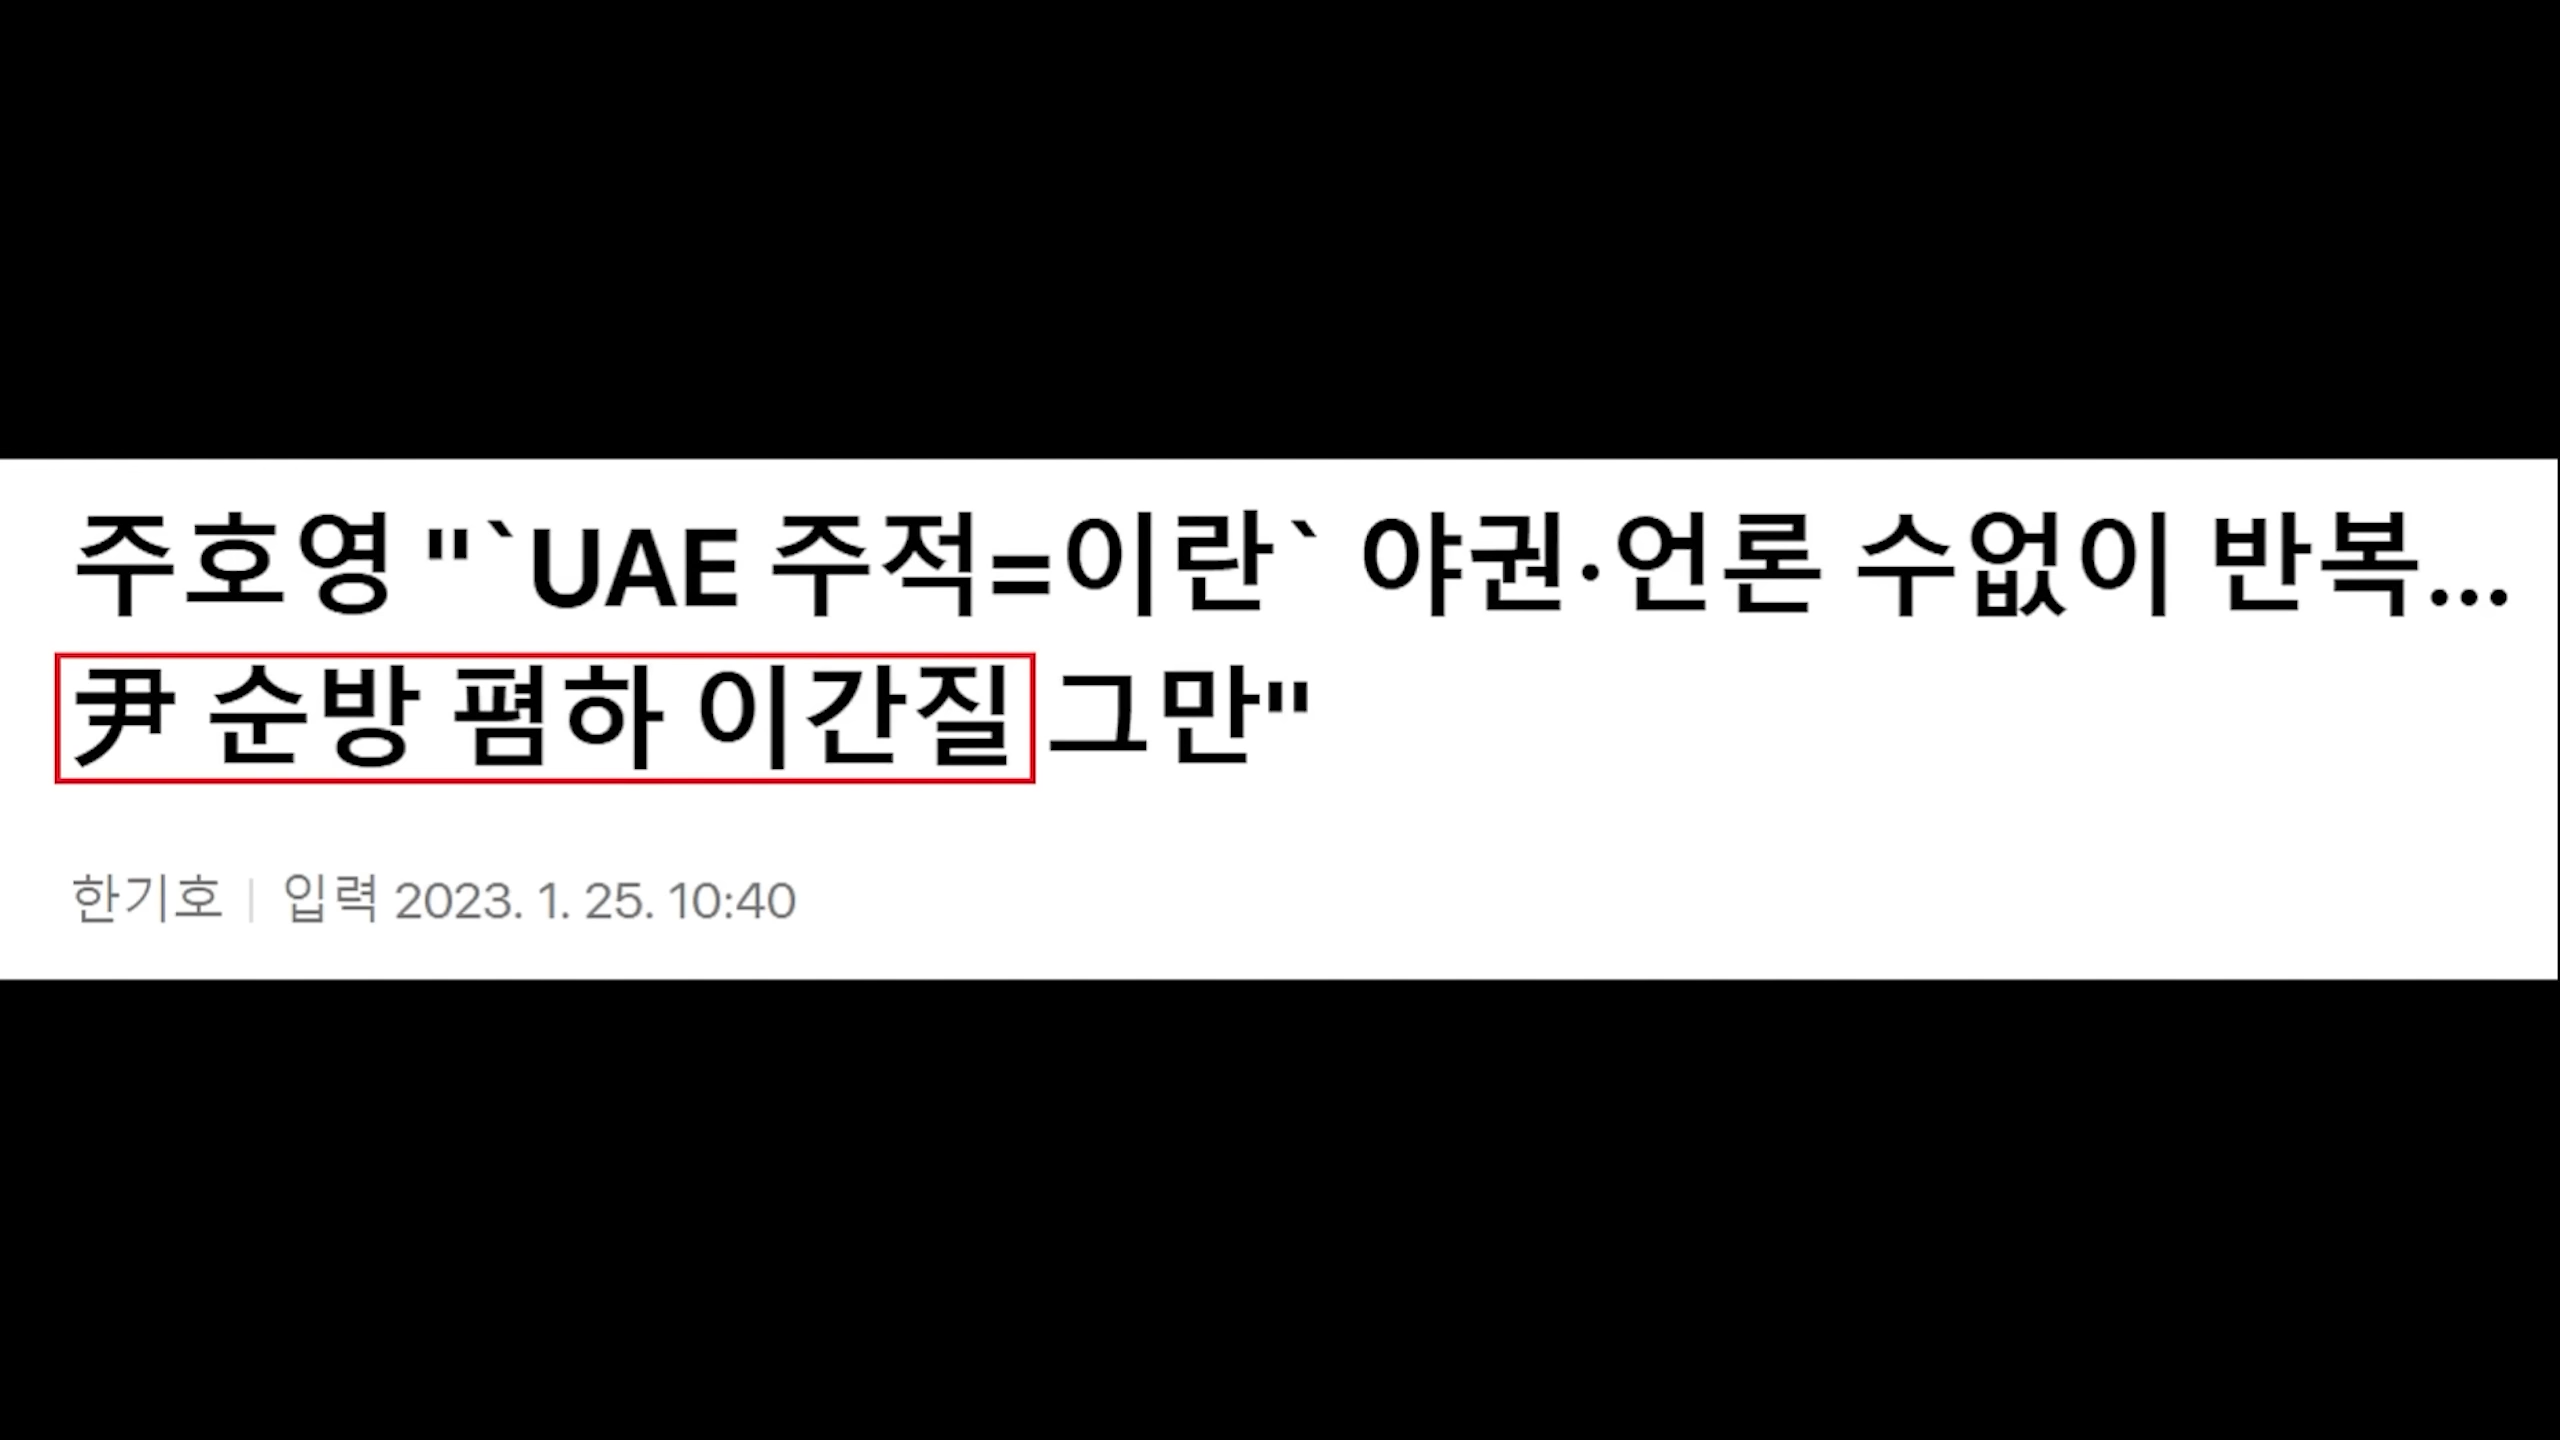 주호영 "`UAE 주적=이란` 야권·언론 수없이 반복...
尹 순방 폄하 이간질 그만"
한기호 | 입력 2023. 1. 25. 10:40